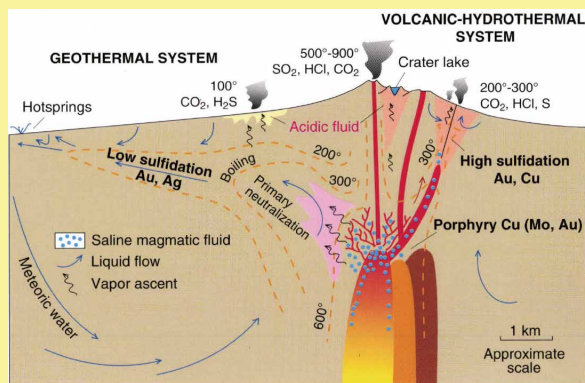 VOLCANIC-HYDROTHERMAL
SYSTEM
GEOTHERMAL SYSTEM
500°-900°
SO₂, HCl, CO₂
Crater lake
100°
CO₂, H₂S
200°-300°
CO₂, HCl, S
Hotsprings
Acidic fluid
Low sulfidation
Au, Ag
Boiling
200°
300°
300°
High sulfidation
Au, Cu
Primary
neutralization
Porphyry Cu (Mo, Au)
Saline magmatic fluid
Liquid flow
Vapor ascent
Meteoric water
600°
1 km
Approximate
scale